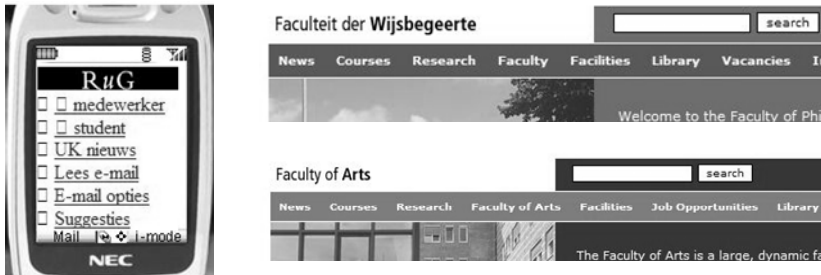 RuG
medewerker
student
UK nieuws
Lees e-mail
E-mail opties
Suggesties
Mail i-mode
NEC
Faculteit der Wijsbegeerte
search
News Courses Research Faculty Facilities Library Vacancies
Welcome to the Faculty of Phi
Faculty of Arts
search
News Courses Research Faculty of Arts Facilities Job Opportunities Library
The Faculty of Arts is a large, dynamic fa